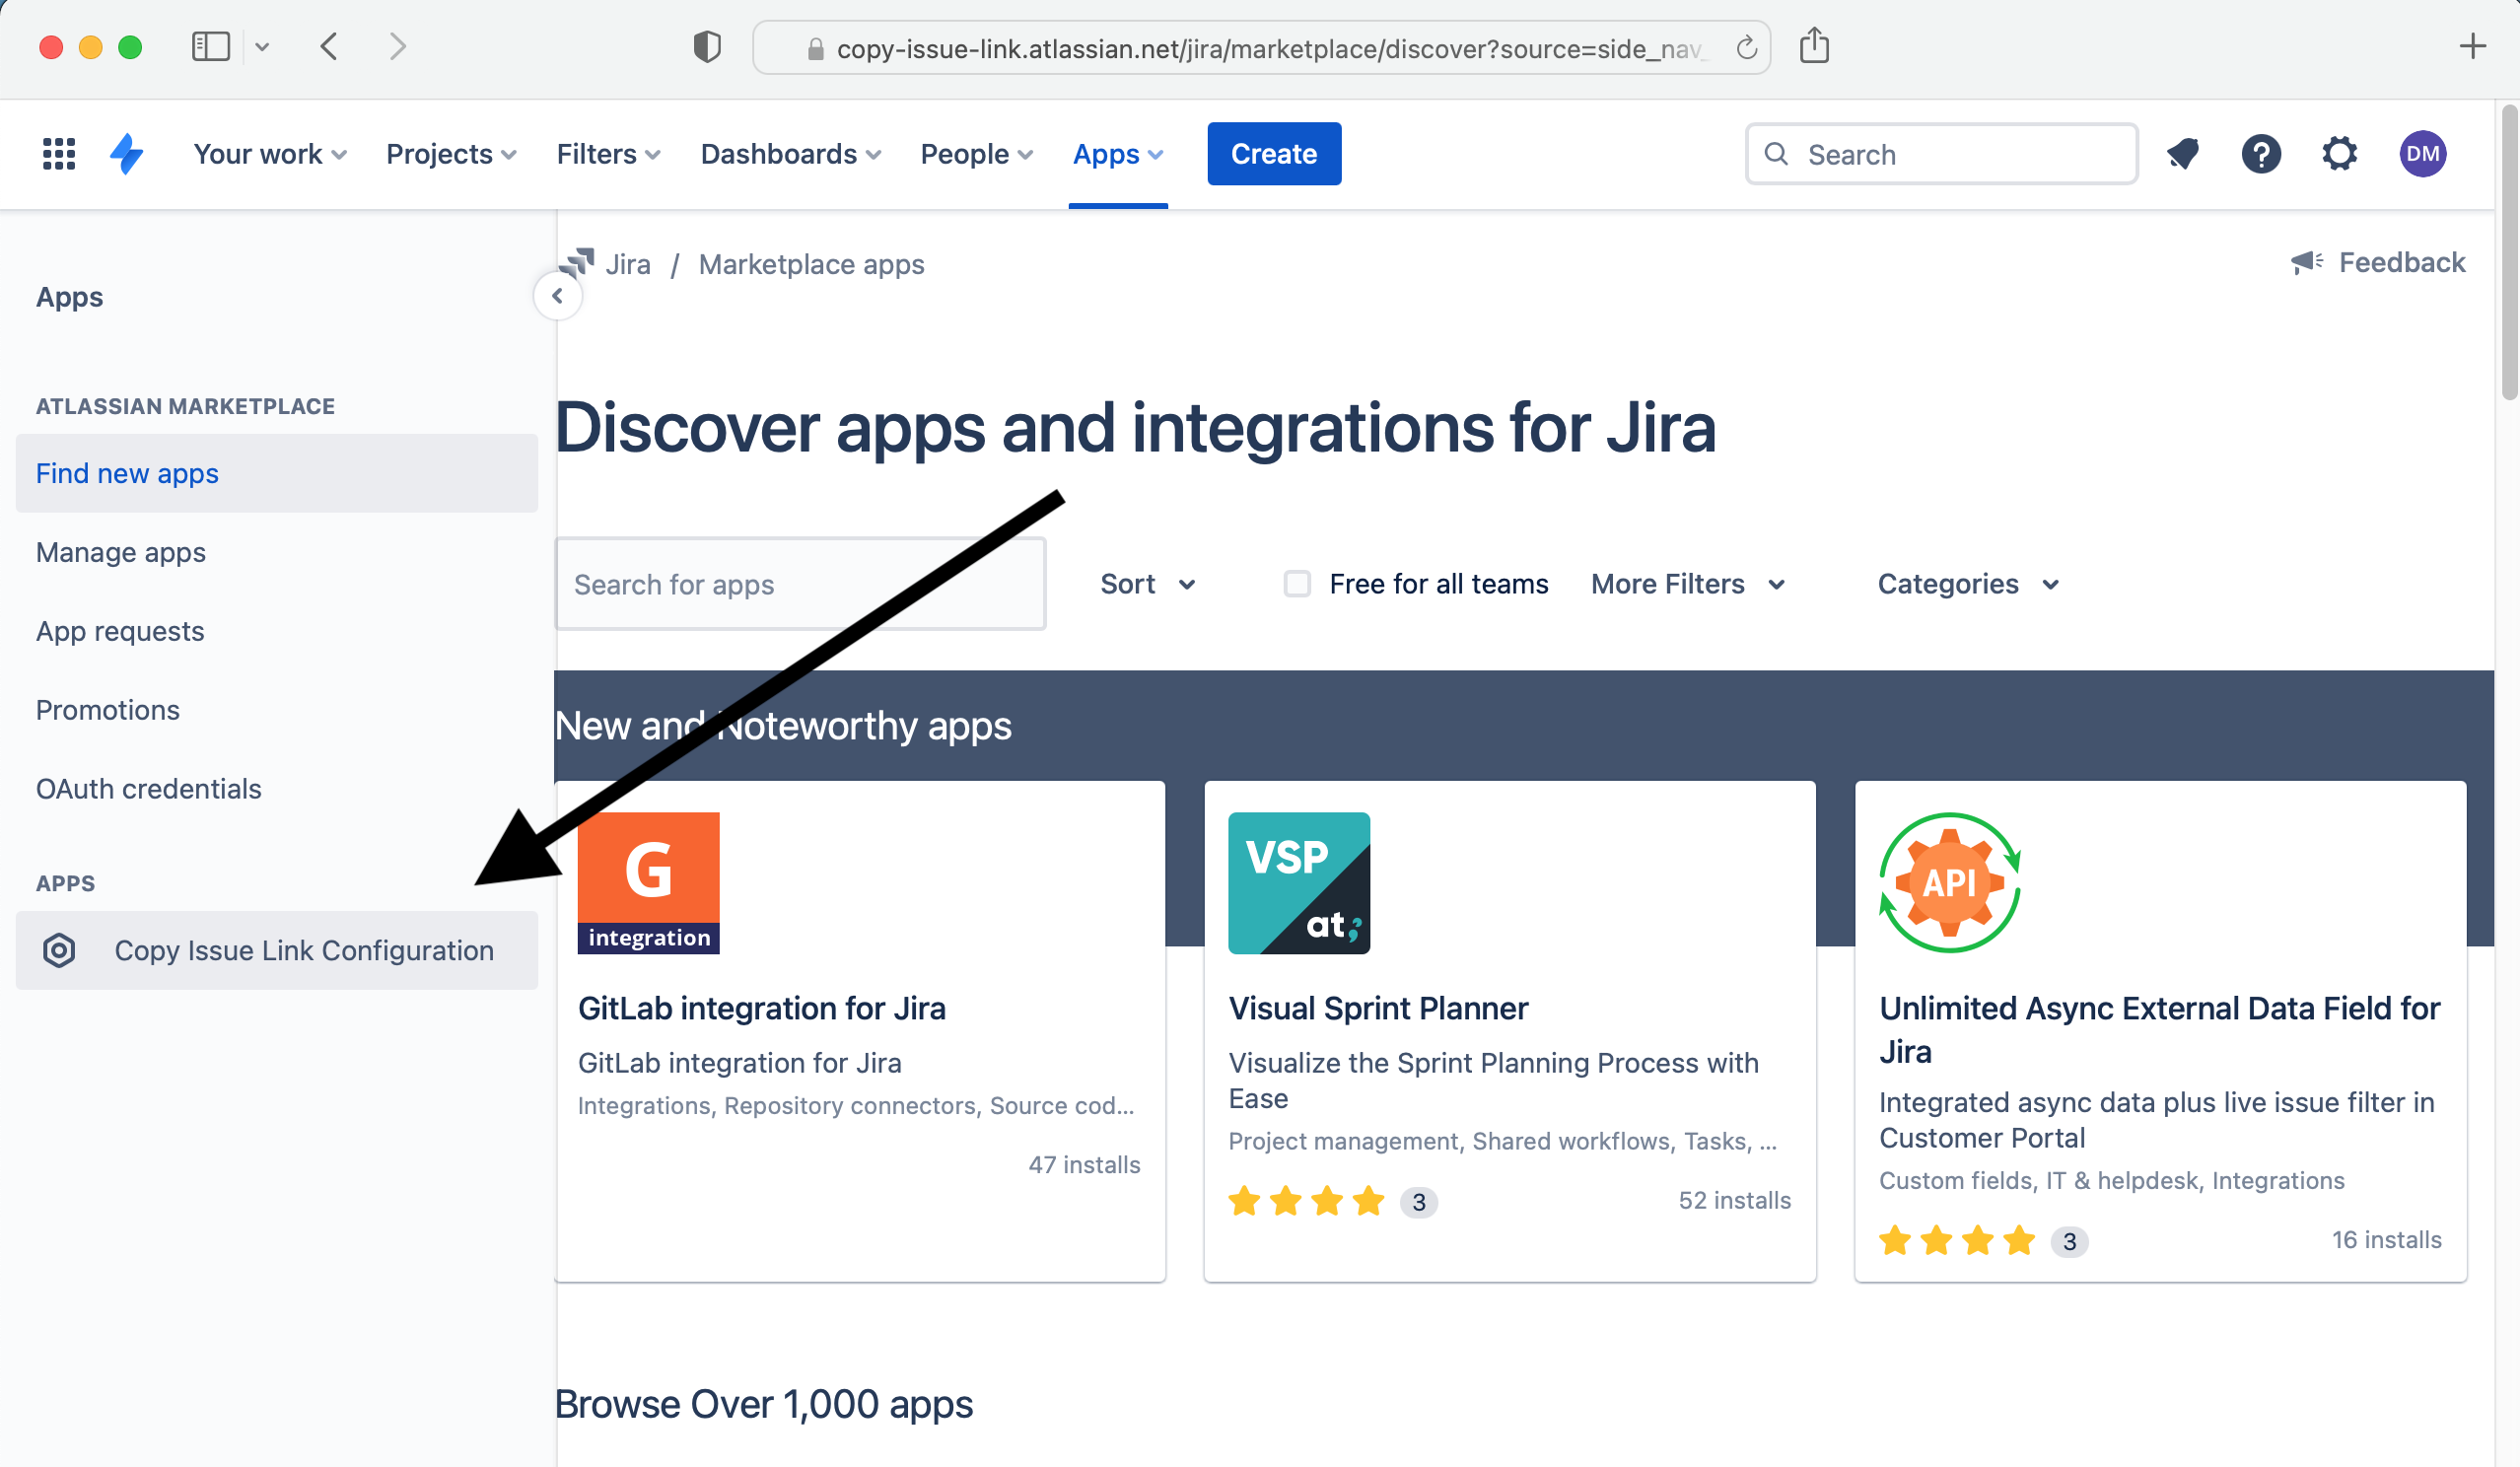 copy-issue-link.atlassian.net/jira/marketplace/discover?source=side_nav_
Your work
Projects
Filters
Dashboards
People
Apps
Create
Search
DM
Apps
ATLASSIAN MARKETPLACE
Find new apps
Manage apps
App requests
Promotions
OAuth credentials
APPS
Copy Issue Link Configuration
Jira / Marketplace apps
Feedback
Discover apps and integrations for Jira
Search for apps
Sort
Free for all teams
More Filters
Categories
New and Noteworthy apps
G
integration
GitLab integration for Jira
GitLab integration for Jira
Integrations, Repository connectors, Source cod...
47 installs
VSP
at;
Visual Sprint Planner
Visualize the Sprint Planning Process with
Ease
Project management, Shared workflows, Tasks, ...
3
52 installs
API
Unlimited Async External Data Field for
Jira
Integrated async data plus live issue filter in
Customer Portal
Custom fields, IT & helpdesk, Integrations
3
16 installs
Browse Over 1,000 apps